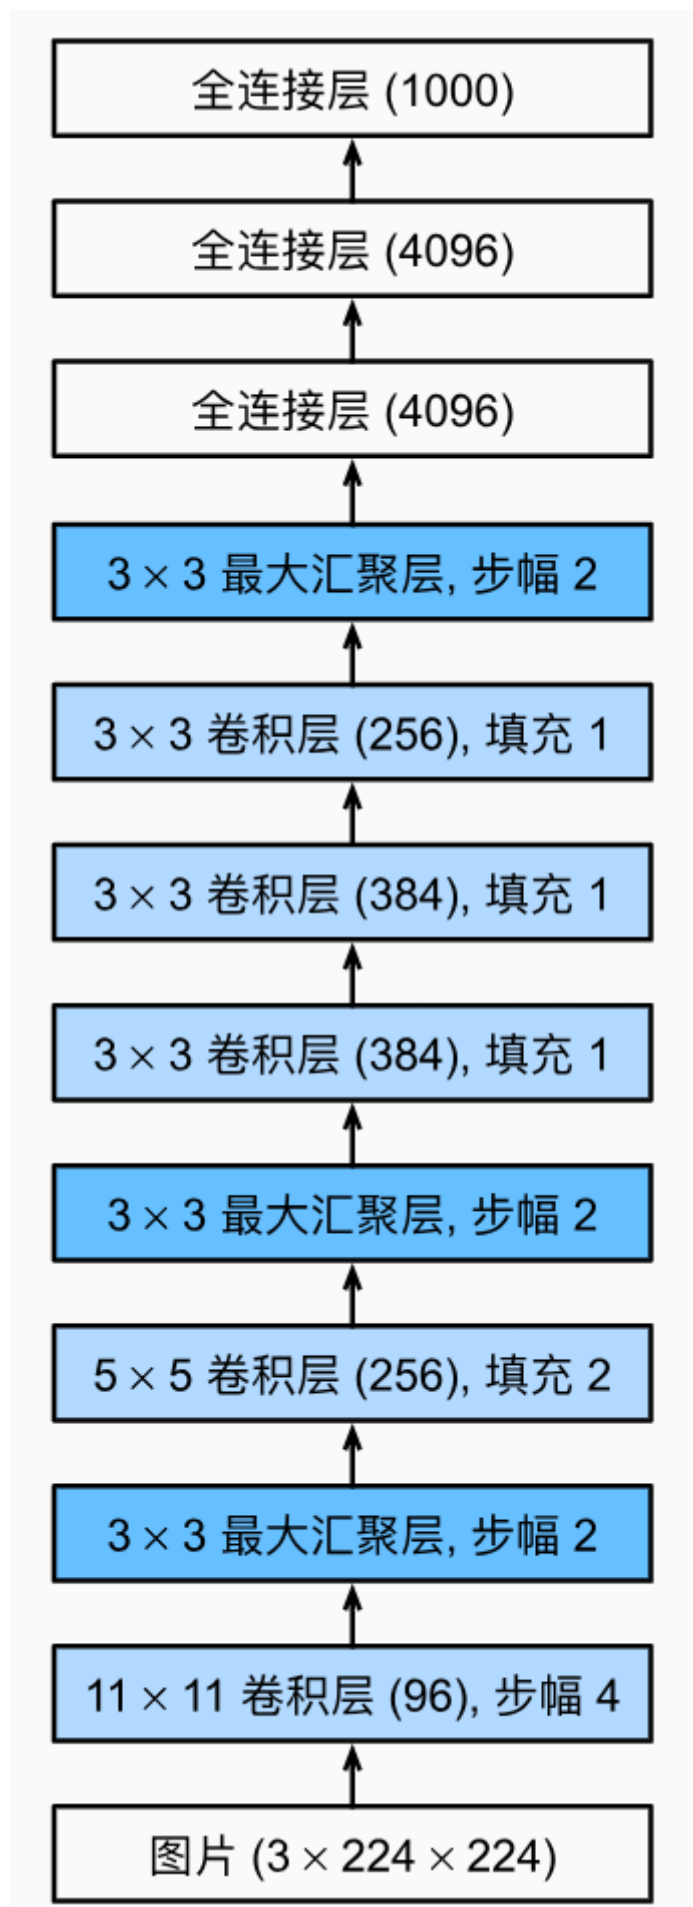 全连接层 (1000)
全连接层 (4096)
全连接层 (4096)
3 × 3 最大汇聚层, 步幅 2
3 × 3 卷积层 (256), 填充 1
3 × 3 卷积层 (384), 填充 1
3 × 3 卷积层 (384), 填充 1
3 × 3 最大汇聚层, 步幅 2
5 × 5 卷积层 (256), 填充 2
3 × 3 最大汇聚层, 步幅 2
11 × 11 卷积层 (96), 步幅 4
图片 (3 × 224 × 224)